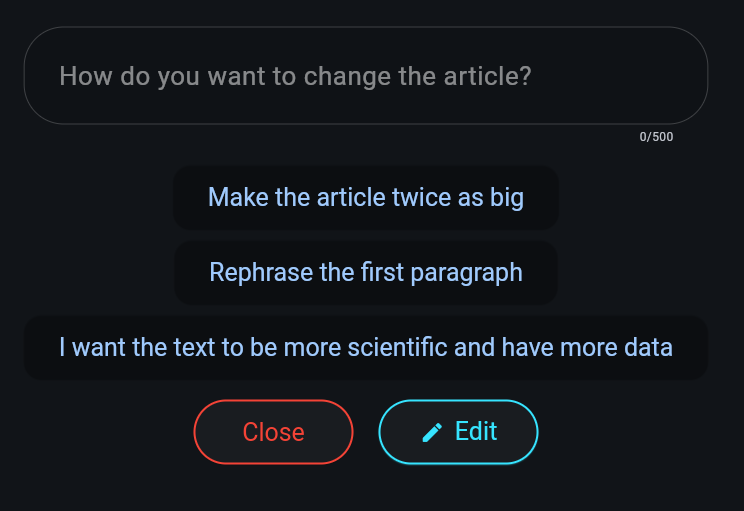 How do you want to change the article?
0/500
Make the article twice as big
Rephrase the first paragraph
I want the text to be more scientific and have more data
Close
Edit